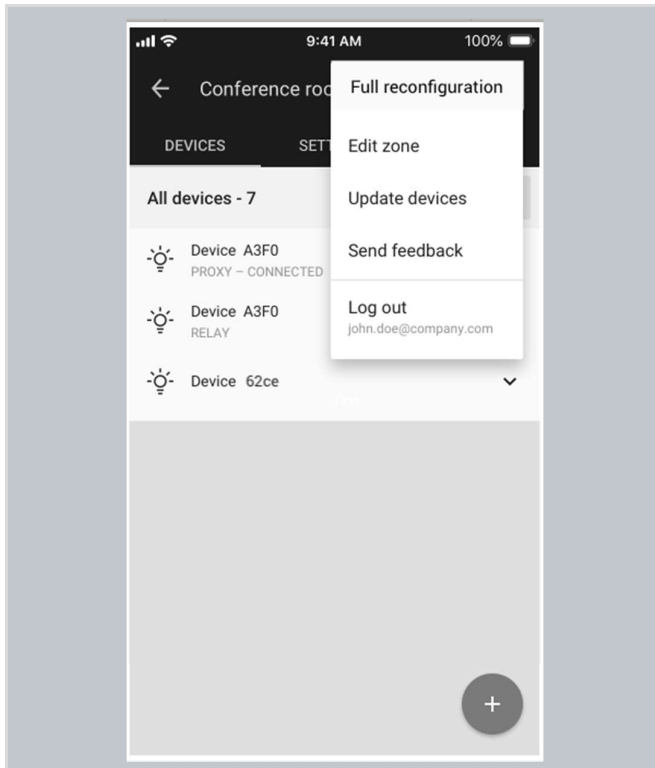 9:41 AM
100%
Conference roo
Full reconfiguration
DEVICES
SETT
Edit zone
All devices - 7
Update devices
Device A3F0
PROXY – CONNECTED
Send feedback
Device A3F0
RELAY
Log out
john.doe@company.com
Device 62ce